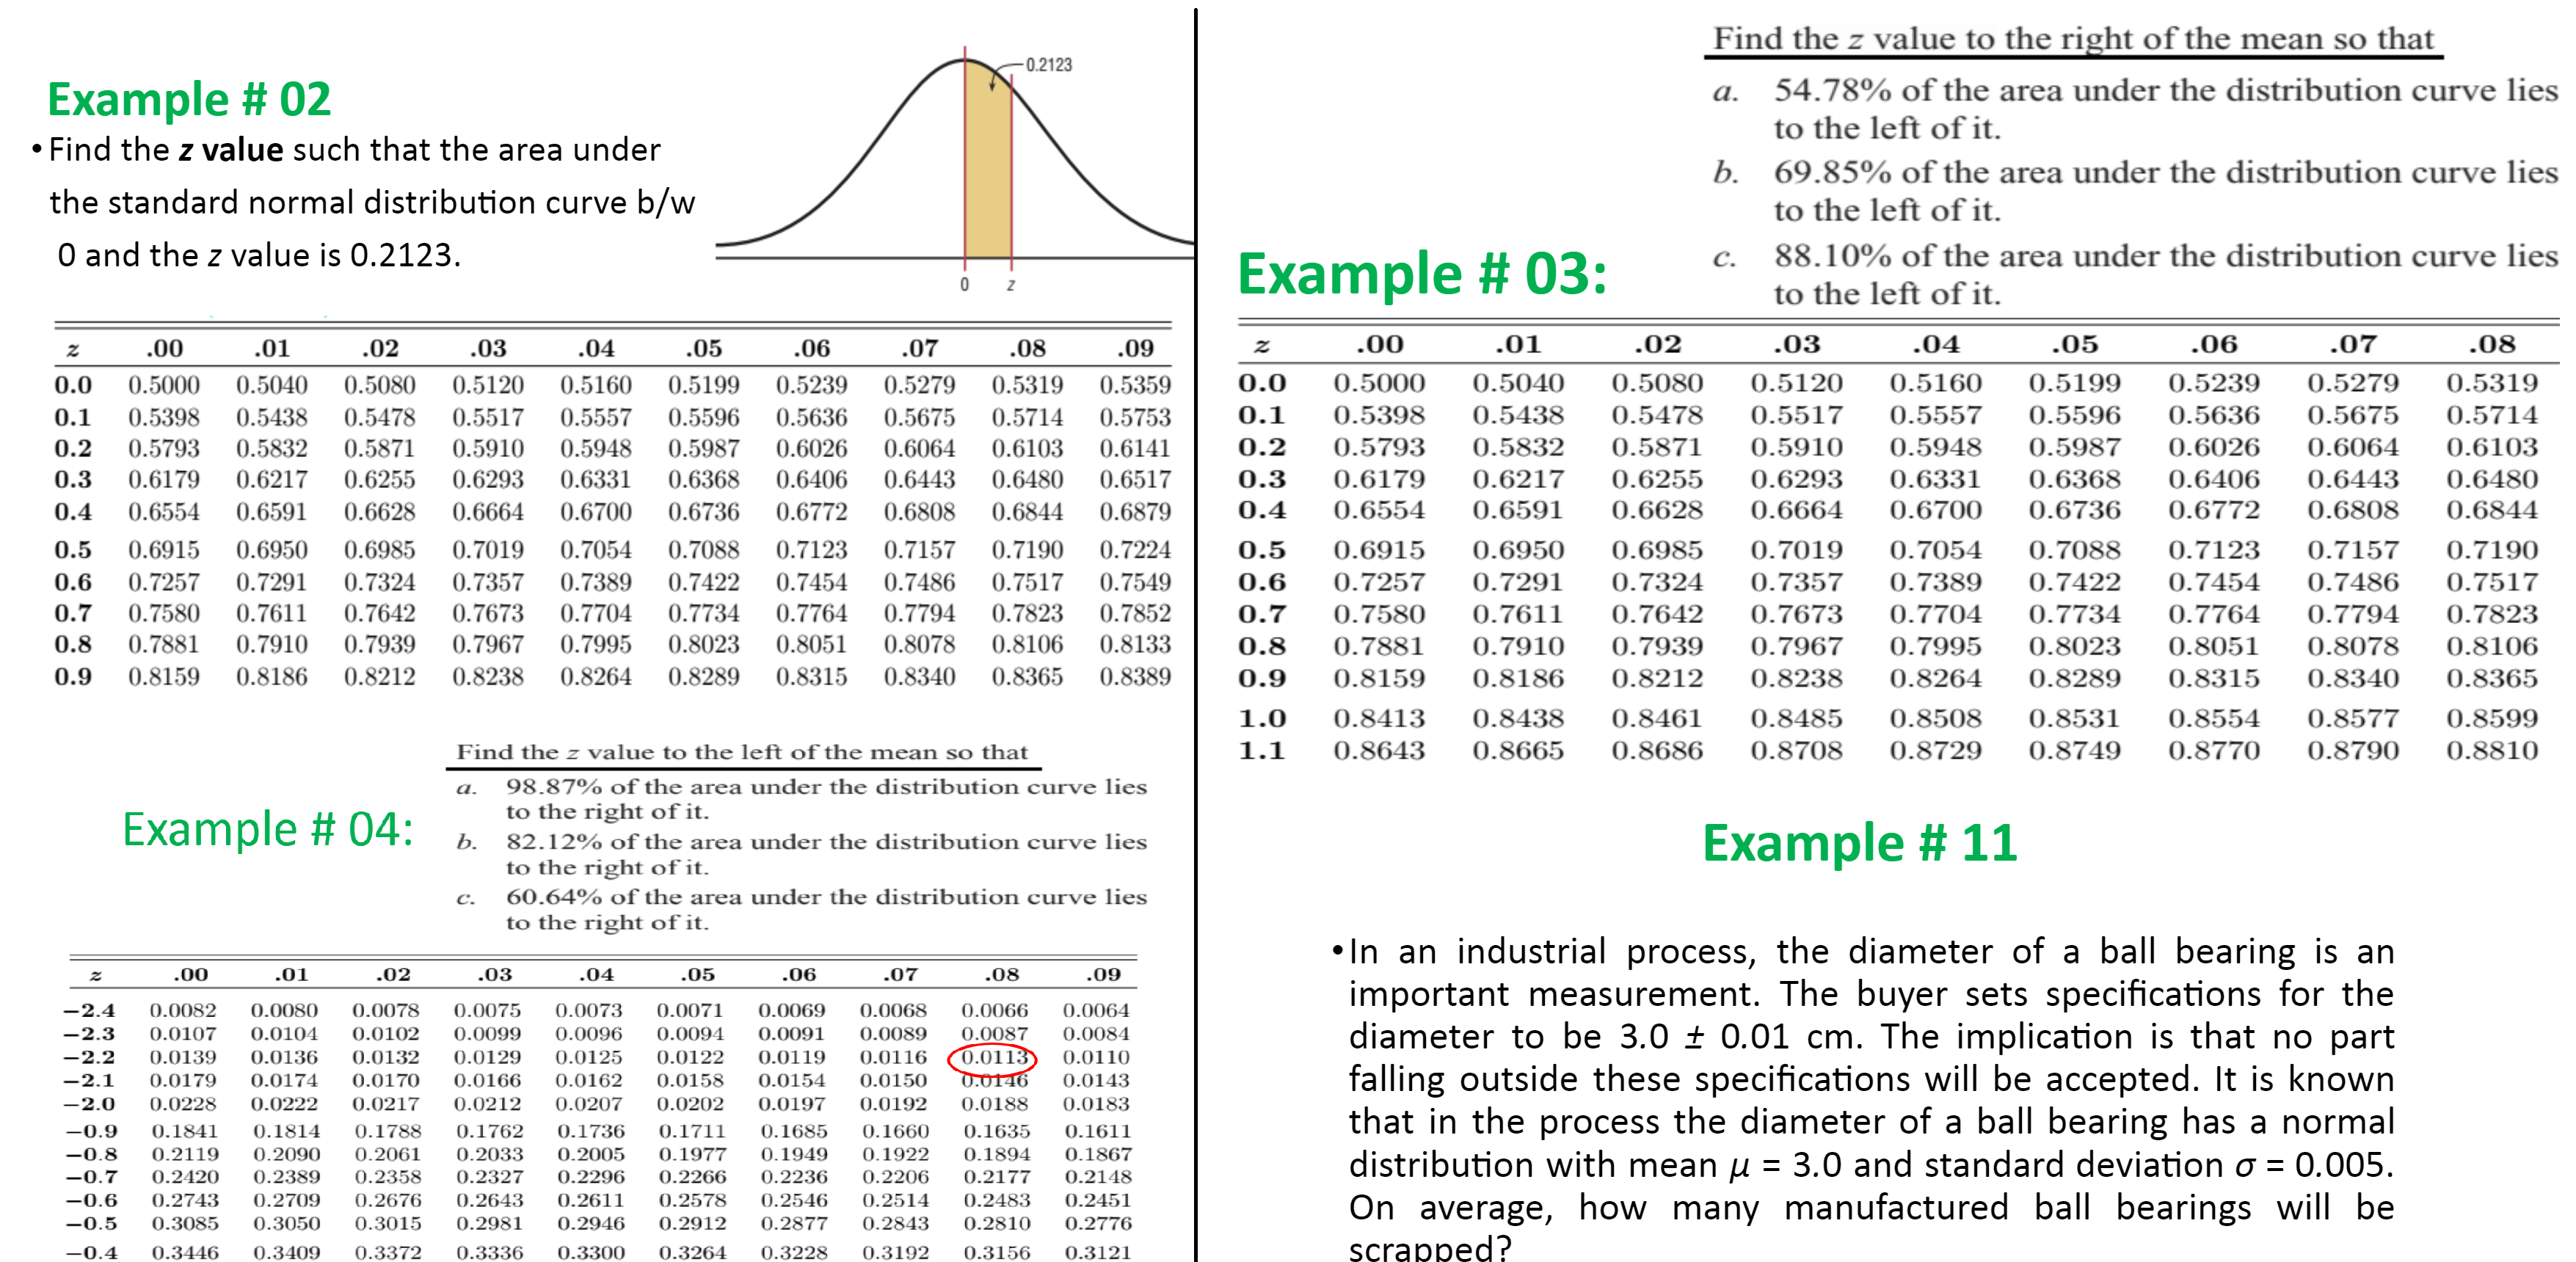 Example # 02
•Find the z value such that the area under
the standard normal distribution curve b/w
0 and the z value is 0.2123.
0.2123
0 z
z .00 .01 .02 .03 .04 .05 .06 .07 .08 .09
0.0 0.5000 0.5040 0.5080 0.5120 0.5160 0.5199 0.5239 0.5279 0.5319 0.5359
0.1 0.5398 0.5438 0.5478 0.5517 0.5557 0.5596 0.5636 0.5675 0.5714 0.5753
0.2 0.5793 0.5832 0.5871 0.5910 0.5948 0.5987 0.6026 0.6064 0.6103 0.6141
0.3 0.6179 0.6217 0.6255 0.6293 0.6331 0.6368 0.6406 0.6443 0.6480 0.6517
0.4 0.6554 0.6591 0.6628 0.6664 0.6700 0.6736 0.6772 0.6808 0.6844 0.6879
0.5 0.6915 0.6950 0.6985 0.7019 0.7054 0.7088 0.7123 0.7157 0.7190 0.7224
0.6 0.7257 0.7291 0.7324 0.7357 0.7389 0.7422 0.7454 0.7486 0.7517 0.7549
0.7 0.7580 0.7611 0.7642 0.7673 0.7704 0.7734 0.7764 0.7794 0.7823 0.7852
0.8 0.7881 0.7910 0.7939 0.7967 0.7995 0.8023 0.8051 0.8078 0.8106 0.8133
0.9 0.8159 0.8186 0.8212 0.8238 0.8264 0.8289 0.8315 0.8340 0.8365 0.8389
Example # 04:
Find the z value to the left of the mean so that
a. 98.87% of the area under the distribution curve lies
to the right of it.
b. 82.12% of the area under the distribution curve lies
to the right of it.
c. 60.64% of the area under the distribution curve lies
to the right of it.
z .00 .01 .02 .03 .04 .05 .06 .07 .08 .09
−2.4 0.0082 0.0080 0.0078 0.0075 0.0073 0.0071 0.0069 0.0068 0.0066 0.0064
−2.3 0.0107 0.0104 0.0102 0.0099 0.0096 0.0094 0.0091 0.0089 0.0087 0.0084
−2.2 0.0139 0.0136 0.0132 0.0129 0.0125 0.0122 0.0119 0.0116 0.0113 0.0110
−2.1 0.0179 0.0174 0.0170 0.0166 0.0162 0.0158 0.0154 0.0150 0.0146 0.0143
−2.0 0.0228 0.0222 0.0217 0.0212 0.0207 0.0202 0.0197 0.0192 0.0188 0.0183
−0.9 0.1841 0.1814 0.1788 0.1762 0.1736 0.1711 0.1685 0.1660 0.1635 0.1611
−0.8 0.2119 0.2090 0.2061 0.2033 0.2005 0.1977 0.1949 0.1922 0.1894 0.1867
−0.7 0.2420 0.2389 0.2358 0.2327 0.2296 0.2266 0.2236 0.2206 0.2177 0.2148
−0.6 0.2743 0.2709 0.2676 0.2643 0.2611 0.2578 0.2546 0.2514 0.2483 0.2451
−0.5 0.3085 0.3050 0.3015 0.2981 0.2946 0.2912 0.2877 0.2843 0.2810 0.2776
−0.4 0.3446 0.3409 0.3372 0.3336 0.3300 0.3264 0.3228 0.3192 0.3156 0.3121
Example # 03:
Find the z value to the right of the mean so that
a. 54.78% of the area under the distribution curve lies
to the left of it.
b. 69.85% of the area under the distribution curve lies
to the left of it.
c. 88.10% of the area under the distribution curve lies
to the left of it.
z .00 .01 .02 .03 .04 .05 .06 .07 .08
0.0 0.5000 0.5040 0.5080 0.5120 0.5160 0.5199 0.5239 0.5279 0.5319
0.1 0.5398 0.5438 0.5478 0.5517 0.5557 0.5596 0.5636 0.5675 0.5714
0.2 0.5793 0.5832 0.5871 0.5910 0.5948 0.5987 0.6026 0.6064 0.6103
0.3 0.6179 0.6217 0.6255 0.6293 0.6331 0.6368 0.6406 0.6443 0.6480
0.4 0.6554 0.6591 0.6628 0.6664 0.6700 0.6736 0.6772 0.6808 0.6844
0.5 0.6915 0.6950 0.6985 0.7019 0.7054 0.7088 0.7123 0.7157 0.7190
0.6 0.7257 0.7291 0.7324 0.7357 0.7389 0.7422 0.7454 0.7486 0.7517
0.7 0.7580 0.7611 0.7642 0.7673 0.7704 0.7734 0.7764 0.7794 0.7823
0.8 0.7881 0.7910 0.7939 0.7967 0.7995 0.8023 0.8051 0.8078 0.8106
0.9 0.8159 0.8186 0.8212 0.8238 0.8264 0.8289 0.8315 0.8340 0.8365
1.0 0.8413 0.8438 0.8461 0.8485 0.8508 0.8531 0.8554 0.8577 0.8599
1.1 0.8643 0.8665 0.8686 0.8708 0.8729 0.8749 0.8770 0.8790 0.8810
Example # 11
•In an industrial process, the diameter of a ball bearing is an
important measurement. The buyer sets specifications for the
diameter to be 3.0 ± 0.01 cm. The implication is that no part
falling outside these specifications will be accepted. It is known
that in the process the diameter of a ball bearing has a normal
distribution with mean μ = 3.0 and standard deviation σ = 0.005.
On average, how many manufactured ball bearings will be
scrapped?